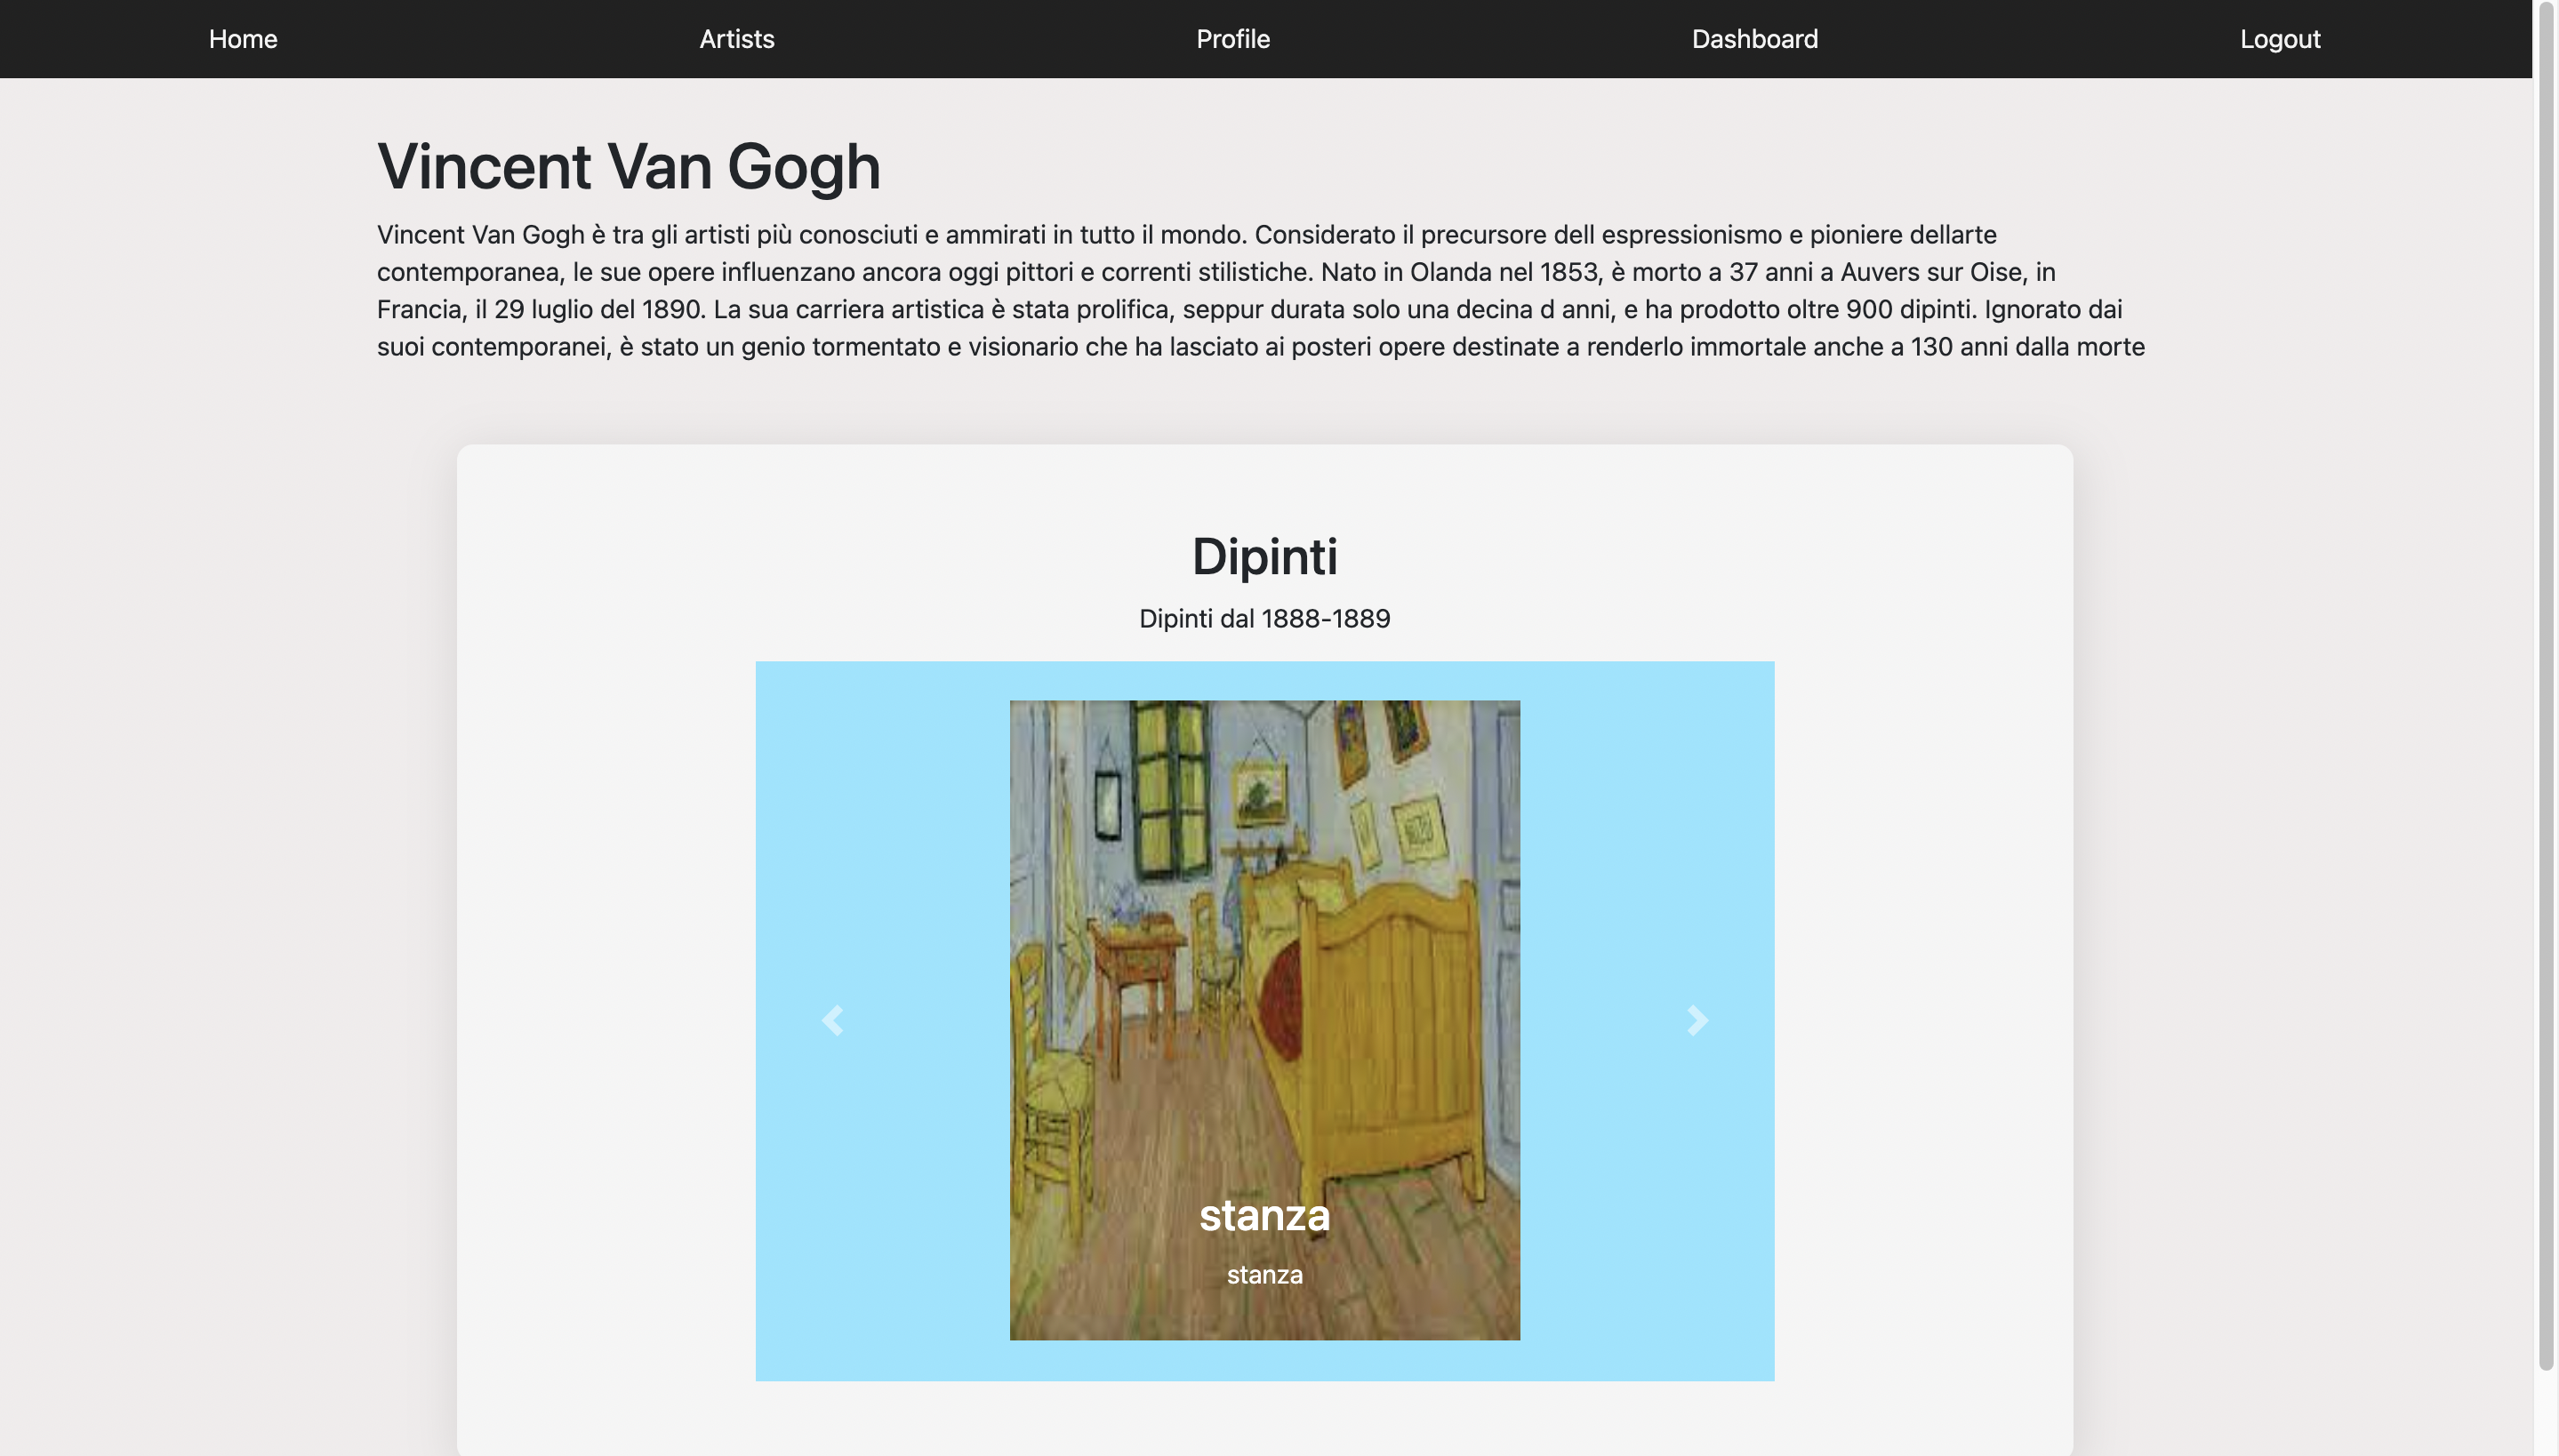 Home Artists Profile Dashboard Logout
Vincent Van Gogh
Vincent Van Gogh è tra gli artisti più conosciuti e ammirati in tutto il mondo. Considerato il precursore dell espressionismo e pioniere dellarte
contemporanea, le sue opere influenzano ancora oggi pittori e correnti stilistiche. Nato in Olanda nel 1853, è morto a 37 anni a Auvers sur Oise, in
Francia, il 29 luglio del 1890. La sua carriera artistica è stata prolifica, seppur durata solo una decina d anni, e ha prodotto oltre 900 dipinti. Ignorato dai
suoi contemporanei, è stato un genio tormentato e visionario che ha lasciato ai posteri opere destinate a renderlo immortale anche a 130 anni dalla morte
Dipinti
Dipinti dal 1888-1889
stanza
stanza